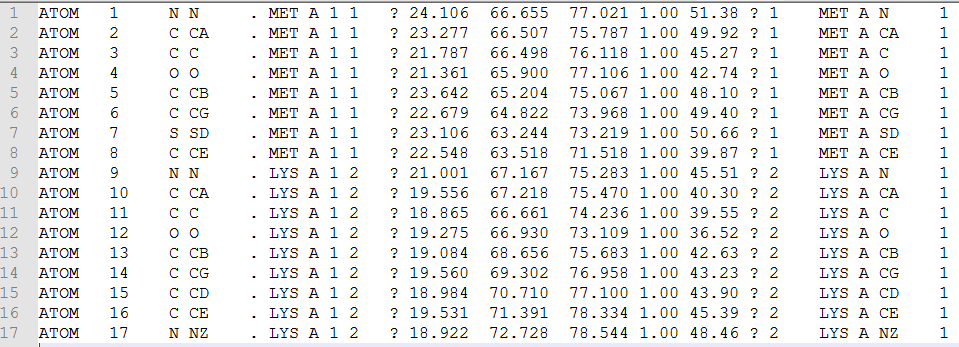 1 ATOM 1 N N . MET A 1 1 ? 24.106 66.655 77.021 1.00 51.38 ? 1 MET A N 1
2 ATOM 2 C CA . MET A 1 1 ? 23.277 66.507 75.787 1.00 49.92 ? 1 MET A CA 1
3 ATOM 3 C C . MET A 1 1 ? 21.787 66.498 76.118 1.00 45.27 ? 1 MET A C 1
4 ATOM 4 O O . MET A 1 1 ? 21.361 65.900 77.106 1.00 42.74 ? 1 MET A O 1
5 ATOM 5 C CB . MET A 1 1 ? 23.642 65.204 75.067 1.00 48.10 ? 1 MET A CB 1
6 ATOM 6 C CG . MET A 1 1 ? 22.679 64.822 73.968 1.00 49.40 ? 1 MET A CG 1
7 ATOM 7 S SD . MET A 1 1 ? 23.106 63.244 73.219 1.00 50.66 ? 1 MET A SD 1
8 ATOM 8 C CE . MET A 1 1 ? 22.548 63.518 71.518 1.00 39.87 ? 1 MET A CE 1
9 ATOM 9 N N . LYS A 1 2 ? 21.001 67.167 75.283 1.00 45.51 ? 2 LYS A N 1
10 ATOM 10 C CA . LYS A 1 2 ? 19.556 67.218 75.470 1.00 40.30 ? 2 LYS A CA 1
11 ATOM 11 C C . LYS A 1 2 ? 18.865 66.661 74.236 1.00 39.55 ? 2 LYS A C 1
12 ATOM 12 O O . LYS A 1 2 ? 19.275 66.930 73.109 1.00 36.52 ? 2 LYS A O 1
13 ATOM 13 C CB . LYS A 1 2 ? 19.084 68.656 75.683 1.00 42.63 ? 2 LYS A CB 1
14 ATOM 14 C CG . LYS A 1 2 ? 19.560 69.302 76.958 1.00 43.23 ? 2 LYS A CG 1
15 ATOM 15 C CD . LYS A 1 2 ? 18.984 70.710 77.100 1.00 43.90 ? 2 LYS A CD 1
16 ATOM 16 C CE . LYS A 1 2 ? 19.531 71.391 78.334 1.00 45.39 ? 2 LYS A CE 1
17 ATOM 17 N NZ . LYS A 1 2 ? 18.922 72.728 78.544 1.00 48.46 ? 2 LYS A NZ 1